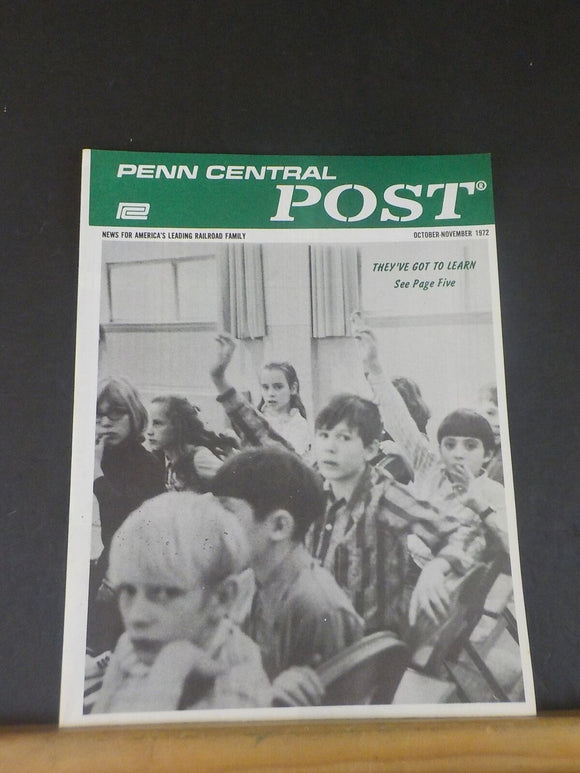 PENN CENTRAL
POST®
NEWS FOR AMERICA'S LEADING RAILROAD FAMILY
OCTOBER-NOVEMBER 1972
THEY'VE GOT TO LEARN
See Page Five